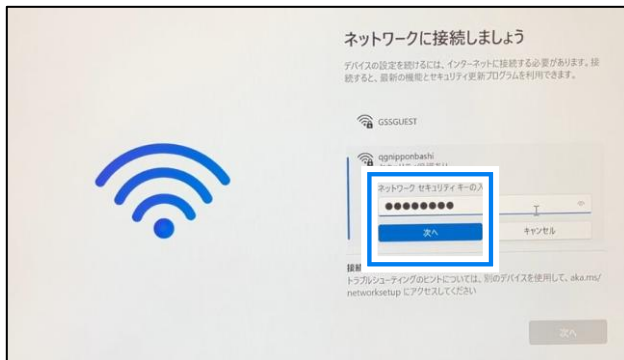 ネットワークに接続しましょう
デバイスの設定を続けるには、インターネットに接続する必要があります。接
続すると、最新の機能とセキュリティ更新プログラムを利用できます。
GSSGUEST
qgnipponbashi
ネットワーク セキュリティ キーの入
●●●●●●●●
次へ
キャンセル
接続
トラブルシューティングのヒントについては、別のデバイスを使用して、aka.ms/
networksetup にアクセスしてください
次へ